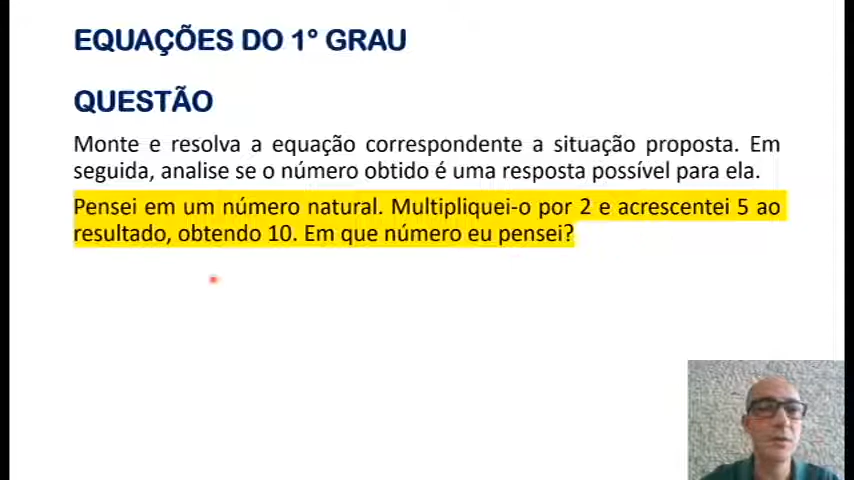 EQUAÇÕES DO 1° GRAU
QUESTÃO
Monte e resolva a equação correspondente a situação proposta. Em
seguida, analise se o número obtido é uma resposta possível para ela.
Pensei em um número natural. Multipliquei-o por 2 e acrescentei 5 ao
resultado, obtendo 10. Em que número eu pensei?